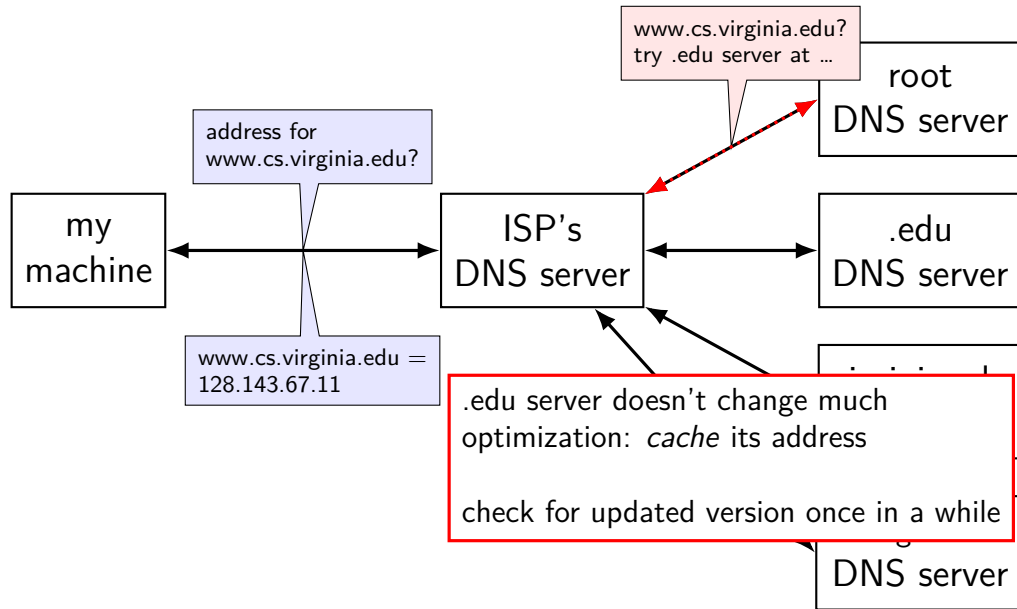 www.cs.virginia.edu?
try .edu server at …
root
DNS server
address for
www.cs.virginia.edu?
my
machine
ISP's
DNS server
.edu
DNS server
www.cs.virginia.edu =
128.143.67.11
.edu server doesn't change much
optimization: cache its address
check for updated version once in a while
DNS server